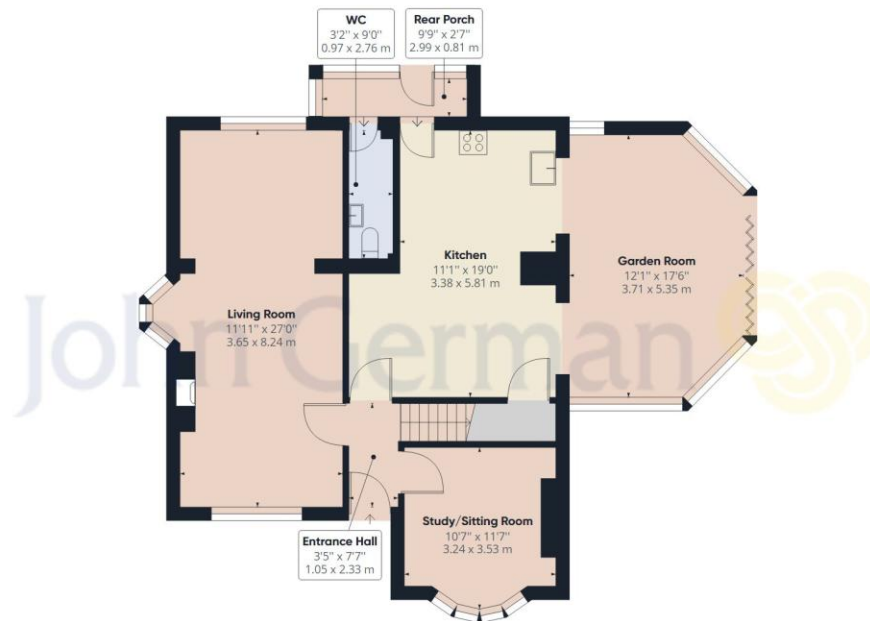 WC
3'2" x 9'0"
0.97 x 2.76 m
Rear Porch
9'9" x 2'7"
2.99 x 0.81 m
Kitchen
11'1" x 19'0"
3.38 x 5.81 m
Garden Room
12'1" x 17'6"
3.71 x 5.35 m
Living Room
11'11" x 27'0"
3.65 x 8.24 m
John German
Study/Sitting Room
10'7" x 11'7"
3.24 x 3.53 m
Entrance Hall
3'5" x 7'7"
1.05 x 2.33 m